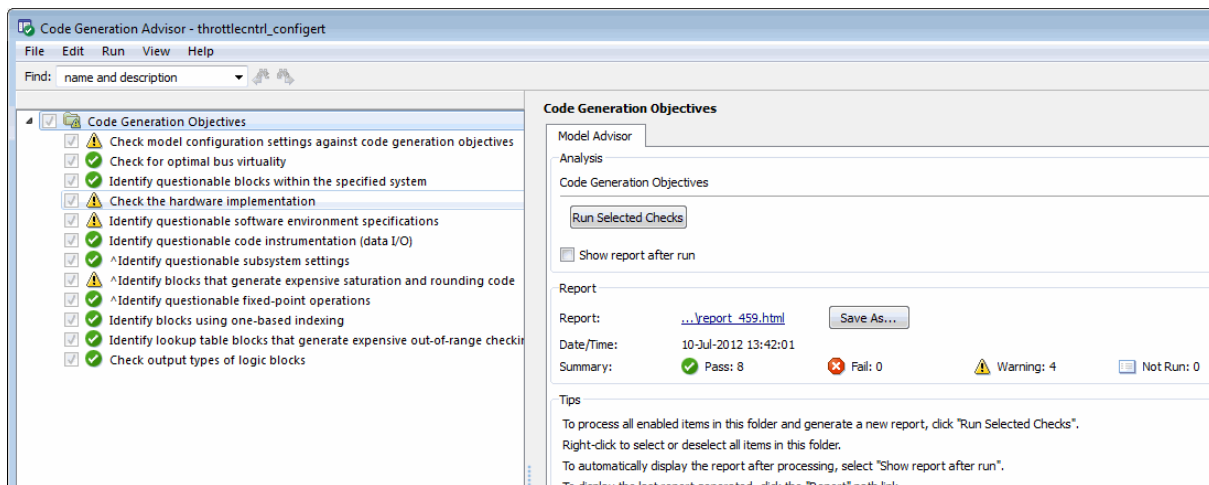 Code Generation Advisor - throttlecntrl_configert
File Edit Run View Help
Find: name and description
Code Generation Objectives
Check model configuration settings against code generation objectives
Check for optimal bus virtuality
Identify questionable blocks within the specified system
Check the hardware implementation
Identify questionable software environment specifications
Identify questionable code instrumentation (data I/O)
^Identify questionable subsystem settings
^Identify blocks that generate expensive saturation and rounding code
^Identify questionable fixed-point operations
Identify blocks using one-based indexing
Identify lookup table blocks that generate expensive out-of-range checkin
Check output types of logic blocks
Code Generation Objectives
Model Advisor
Analysis
Code Generation Objectives
Run Selected Checks
Show report after run
Report
Report: ...\report_459.html Save As...
Date/Time: 10-Jul-2012 13:42:01
Summary: Pass: 8 Fail: 0 Warning: 4 Not Run: 0
Tips
To process all enabled items in this folder and generate a new report, click "Run Selected Checks".
Right-click to select or deselect all items in this folder.
To automatically display the report after processing, select "Show report after run".